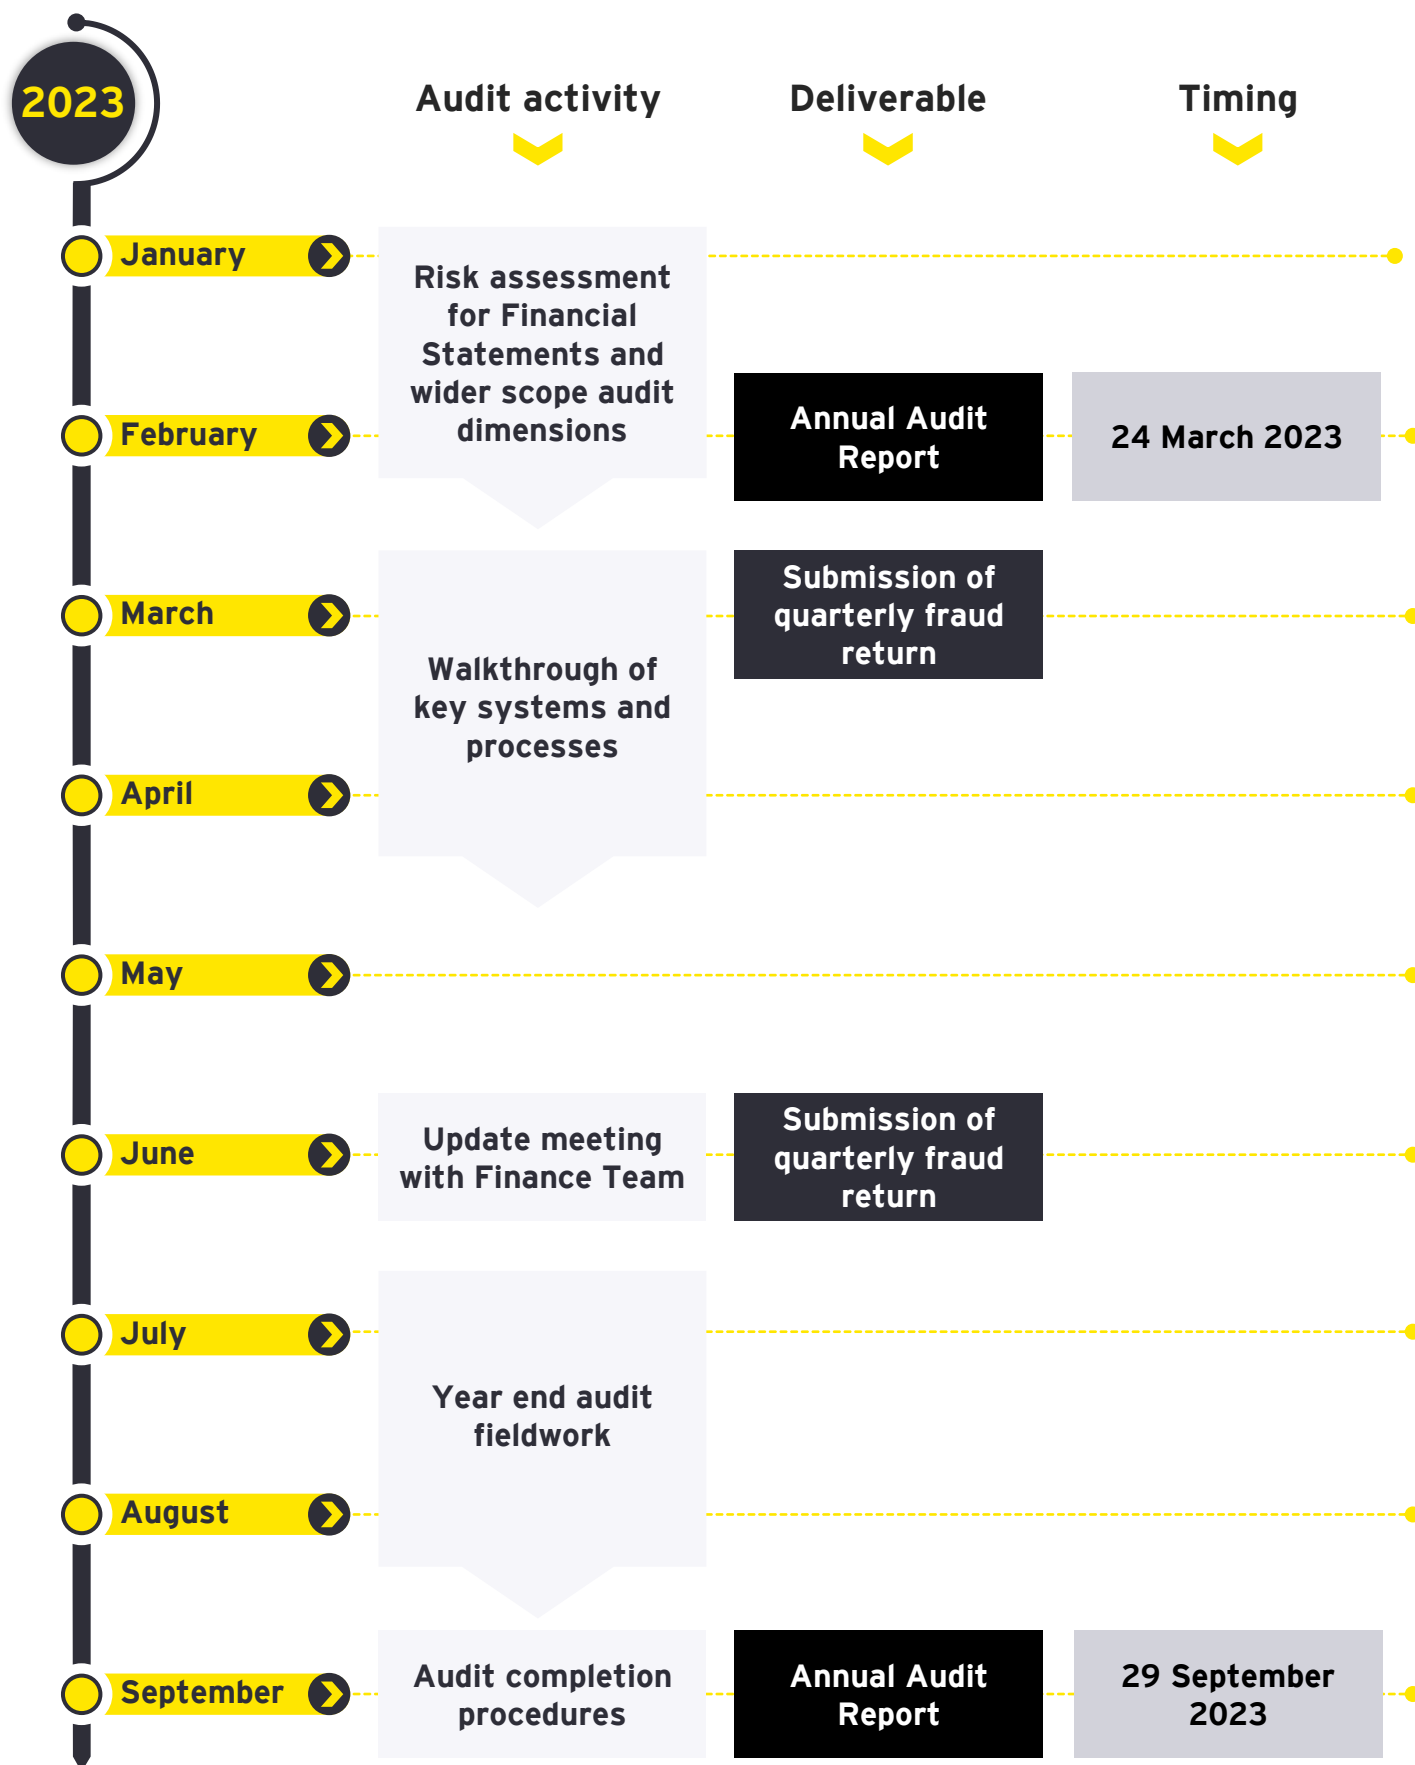 2023
Audit activity
Deliverable
Timing
January
Risk assessment
for Financial
Statements and
wider scope audit
dimensions
February
Annual Audit
Report
24 March 2023
March
Walkthrough of
key systems and
processes
Submission of
quarterly fraud
return
April
May
June
Update meeting
with Finance Team
Submission of
quarterly fraud
return
July
Year end audit
fieldwork
August
September
Audit completion
procedures
Annual Audit
Report
29 September
2023